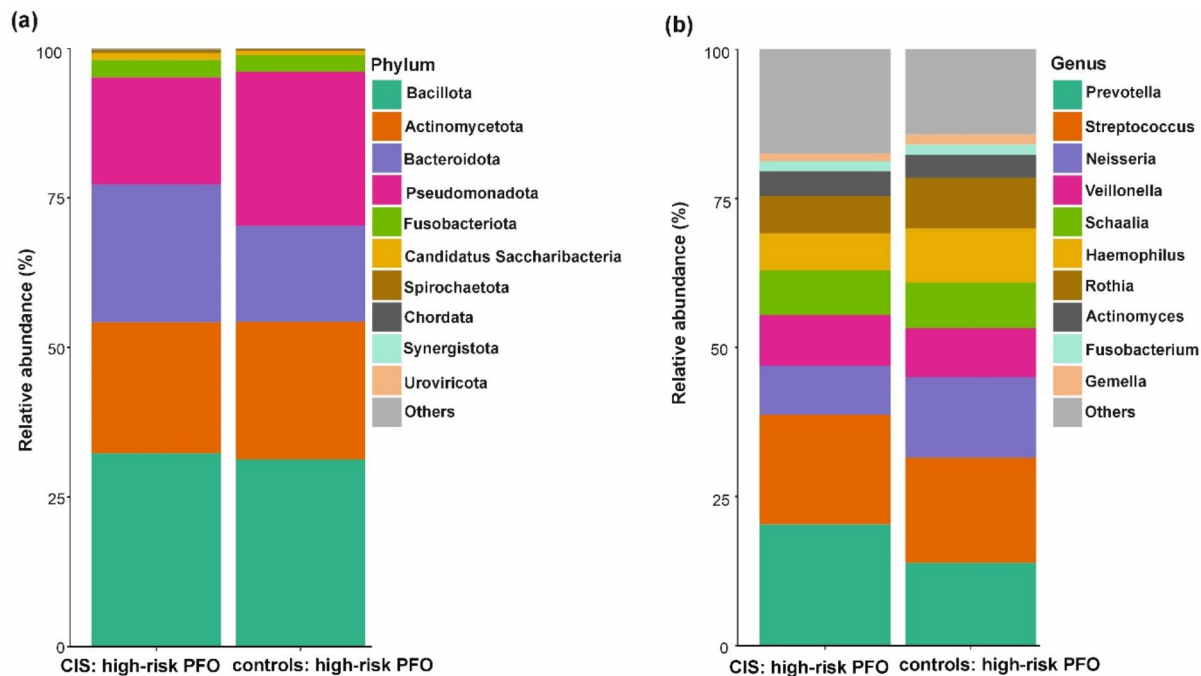 (a)
100
75
50
25
0
Relative abundance (%)
CIS: high-risk PFO
controls: high-risk PFO
Phylum
Bacillota
Actinomycetota
Bacteroidota
Pseudomonadota
Fusobacteriota
Candidatus Saccharibacteria
Spirochaetota
Chordata
Synergistota
Uroviricota
Others
(b)
100
75
50
25
0
Relative abundance (%)
CIS: high-risk PFO
controls: high-risk PFO
Genus
Prevotella
Streptococcus
Neisseria
Veillonella
Schaalia
Haemophilus
Rothia
Actinomyces
Fusobacterium
Gemella
Others